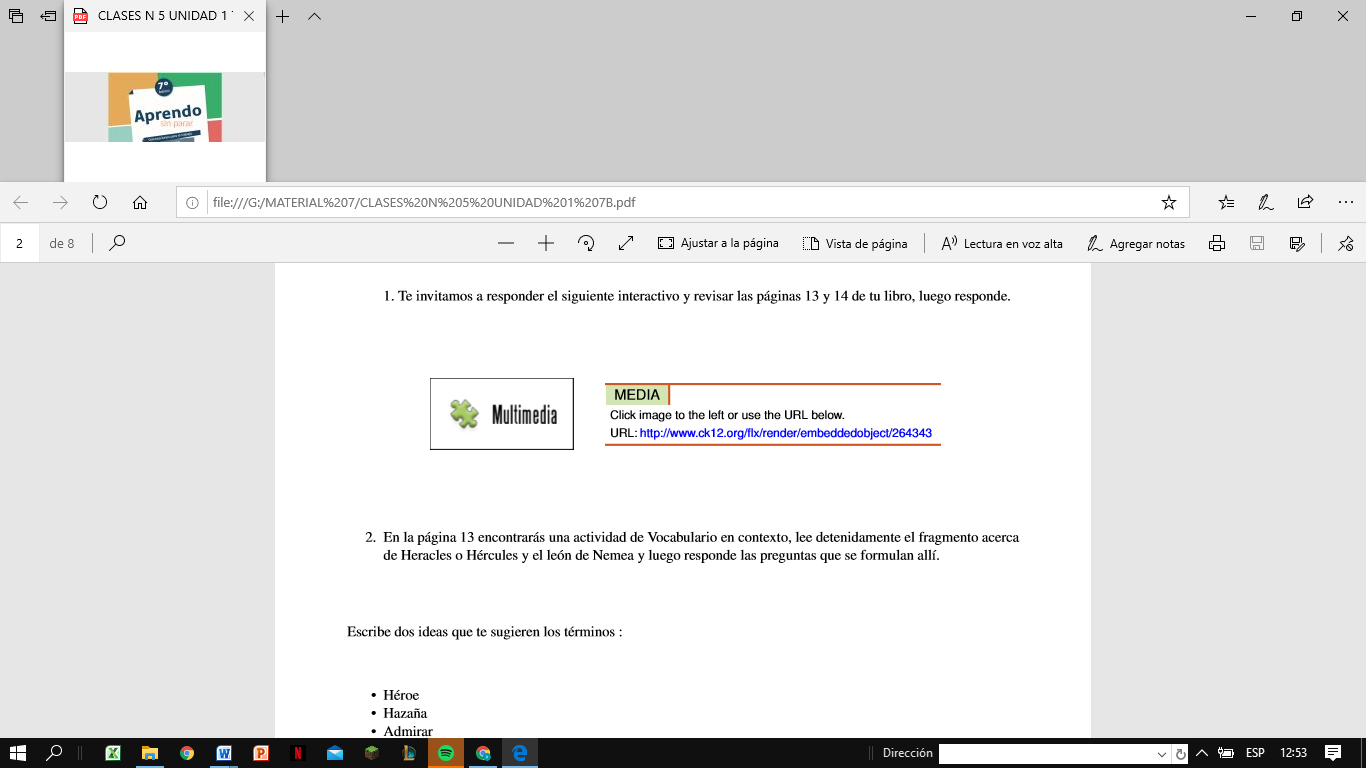 CLASES N 5 UNIDAD 1
7°
Aprendo
sin parar
file:///G:/MATERIAL%207/CLASES%20N%205%20UNIDAD%201%207B.pdf
2 de 8 Ajustar a la página Vista de página Lectura en voz alta Agregar notas
1. Te invitamos a responder el siguiente interactivo y revisar las páginas 13 y 14 de tu libro, luego responde.
Multimedia
MEDIA
Click image to the left or use the URL below.
URL: http://www.ck12.org/flx/render/embeddedobject/264343
2. En la página 13 encontrarás una actividad de Vocabulario en contexto, lee detenidamente el fragmento acerca
de Heracles o Hércules y el león de Nemea y luego responde las preguntas que se formulan allí.
Escribe dos ideas que te sugieren los términos :
• Héroe
• Hazaña
• Admirar
Dirección ESP 12:53